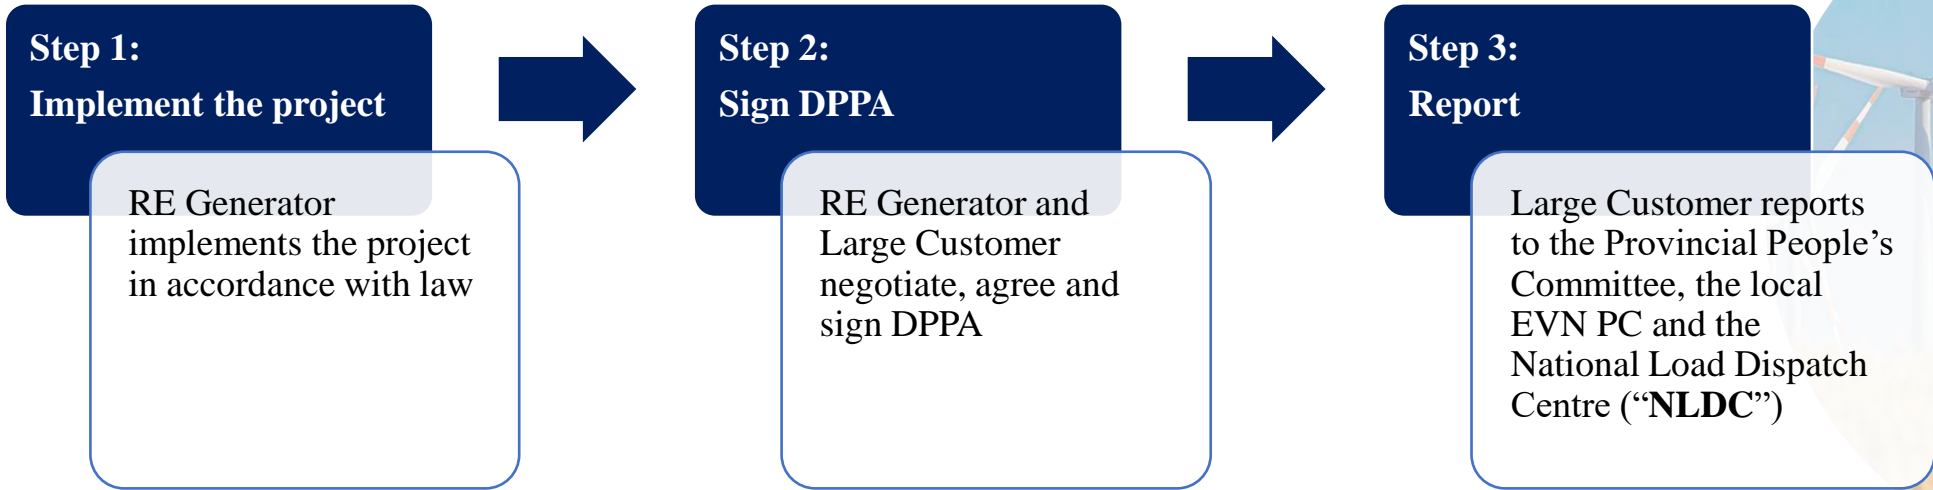 Step 1:
Implement the project
RE Generator
implements the project
in accordance with law
Step 2:
Sign DPPA
RE Generator and
Large Customer
negotiate, agree and
sign DPPA
Step 3:
Report
Large Customer reports
to the Provincial People’s
Committee, the local
EVN PC and the
National Load Dispatch
Centre (“NLDC”)